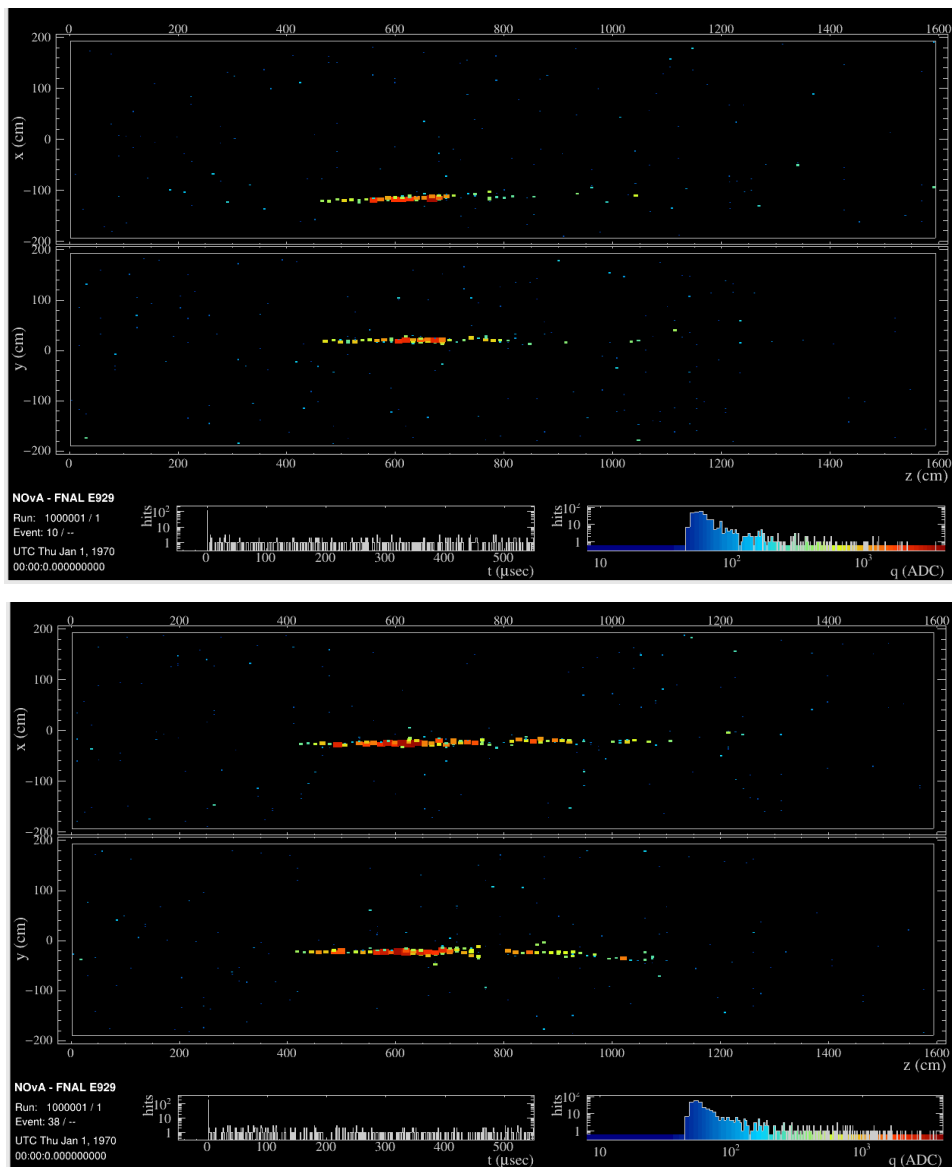 0 200 400 600 800 1000 1200 1400 1600
200
100
0
−100
−200
x (cm)
200
100
0
−100
−200
y (cm)
0 200 400 600 800 1000 1200 1400 1600
z (cm)
NOvA - FNAL E929
Run: 1000001 / 1
Event: 10 / --
UTC Thu Jan 1, 1970
00:00:0.000000000
hits
10²
1
0 100 200 300 400 500
t (μsec)
hits
10²
1
10 10² 10³
q (ADC)
0 200 400 600 800 1000 1200 1400 1600
200
100
0
−100
−200
x (cm)
200
100
0
−100
−200
y (cm)
0 200 400 600 800 1000 1200 1400 1600
z (cm)
NOvA - FNAL E929
Run: 1000001 / 1
Event: 38 / --
UTC Thu Jan 1, 1970
00:00:0.000000000
hits
10²
1
0 100 200 300 400 500
t (μsec)
hits
10²
1
10 10² 10³
q (ADC)